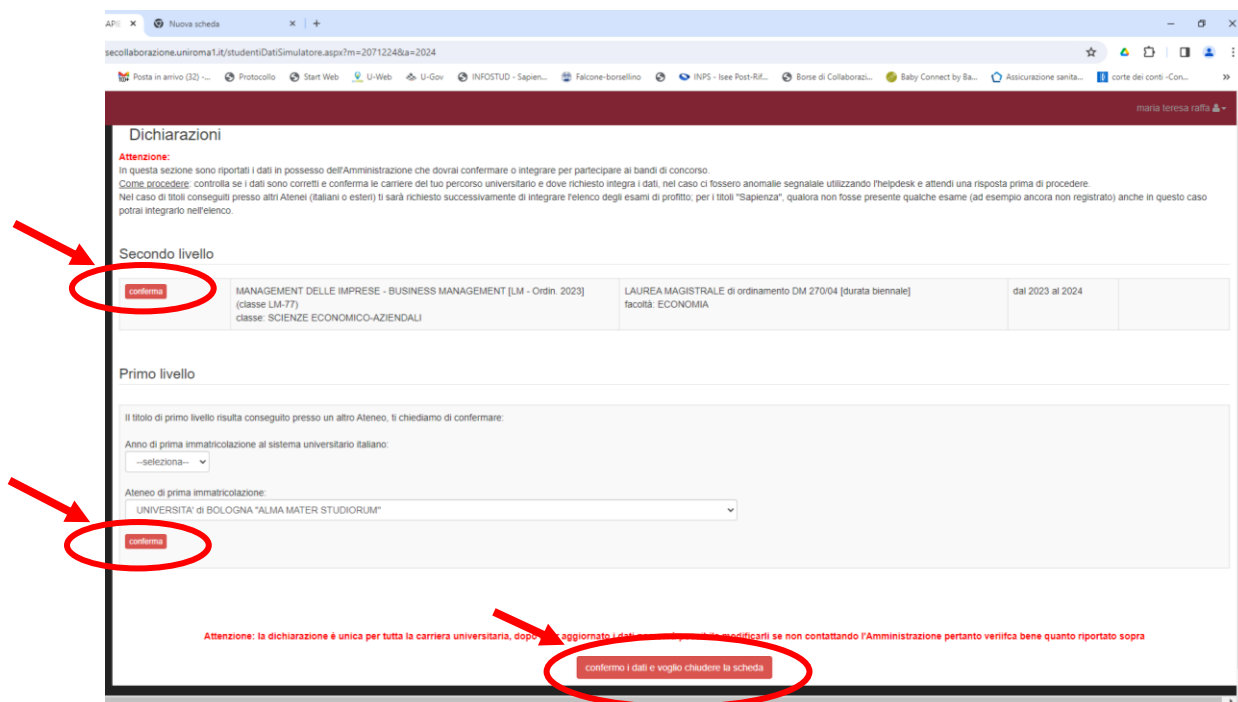 APIE
Nuova scheda
secollaborazione.uniroma1.it/studentiDatiSimulatore.aspx?m=2071224&a=2024
Posta in arrivo (32) -... Protocollo Start Web U-Web U-Gov INFOSTUD - Sapien... Falcone-borsellino INPS - Isee Post-Rif... Borse di Collaborazi... Baby Connect by Ba... Assicurazione sanita... corte dei conti -Con... »
maria teresa raffa
Dichiarazioni
Attenzione:
In questa sezione sono riportati i dati in possesso dell'Amministrazione che dovrai confermare o integrare per partecipare ai bandi di concorso.
Come procedere: controlla se i dati sono corretti e conferma le carriere del tuo percorso universitario e dove richiesto integra i dati, nel caso ci fossero anomalie segnalale utilizzando l'helpdesk e attendi una risposta prima di procedere.
Nel caso di titoli conseguiti presso altri Atenei (italiani o esteri) ti sarà richiesto successivamente di integrare l'elenco degli esami di profitto; per i titoli "Sapienza", qualora non fosse presente qualche esame (ad esempio ancora non registrato) anche in questo caso
potrai integrarlo nell'elenco.
Secondo livello
conferma
MANAGEMENT DELLE IMPRESE - BUSINESS MANAGEMENT [LM - Ordin. 2023]
(classe LM-77)
classe: SCIENZE ECONOMICO-AZIENDALI
LAUREA MAGISTRALE di ordinamento DM 270/04 [durata biennale]
facoltà: ECONOMIA
dal 2023 al 2024
Primo livello
Il titolo di primo livello risulta conseguito presso un altro Ateneo, ti chiediamo di confermare:
Anno di prima immatricolazione al sistema universitario italiano:
--seleziona--
Ateneo di prima immatricolazione:
UNIVERSITA' di BOLOGNA "ALMA MATER STUDIORUM"
conferma
Attenzione: la dichiarazione è unica per tutta la carriera universitaria, dopo aggiornato i dati modificarli se non contattando l'Amministrazione pertanto veriifca bene quanto riportato sopra
confermo i dati e voglio chiudere la scheda